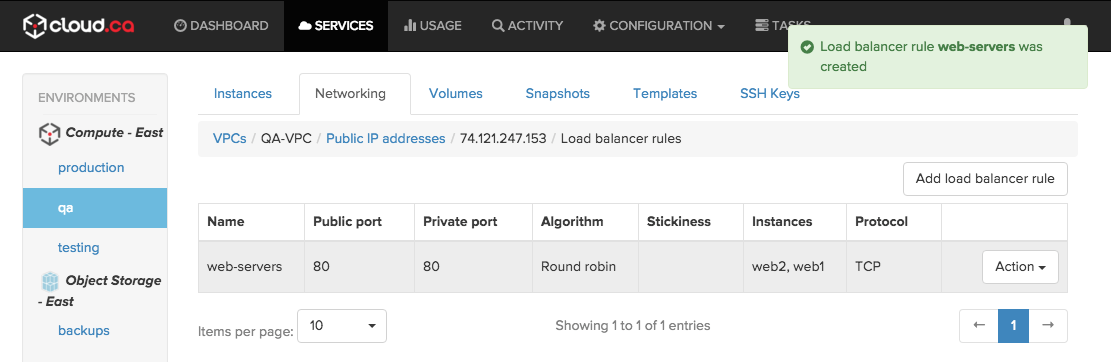 cloud.ca
DASHBOARD
SERVICES
USAGE
ACTIVITY
CONFIGURATION
TASKS
Load balancer rule web-servers was
created
ENVIRONMENTS
Compute - East
production
qa
testing
Object Storage
- East
backups
Instances
Networking
Volumes
Snapshots
Templates
SSH Keys
VPCs / QA-VPC / Public IP addresses / 74.121.247.153 / Load balancer rules
Add load balancer rule
Name Public port Private port Algorithm Stickiness Instances Protocol
web-servers 80 80 Round robin web2, web1 TCP Action
Items per page: 10
Showing 1 to 1 of 1 entries
← 1 →